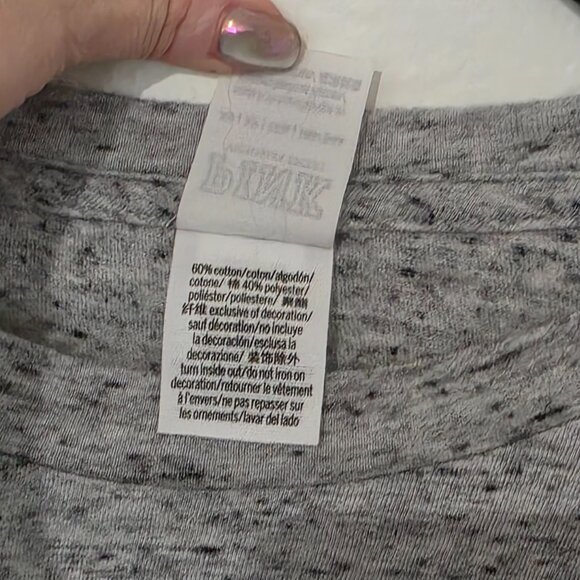 PINK
60% cotton/coton/algodón/
cotone/ 棉 40% polyester/
poliéster/poliestere/ 聚酯
纤维 exclusive of decoration/
sauf décoration/no incluye
la decoración/esclusa la
decorazione/ 装饰除外
turn inside out/do not iron on
decoration/retourner le vêtement
à l'envers/ne pas repasser sur
les ornements/lavar del lado